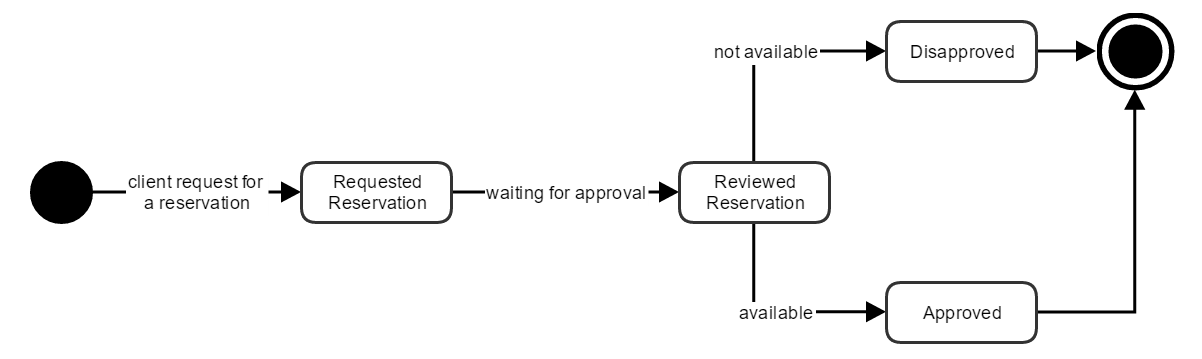 client request for
a reservation
Requested
Reservation
waiting for approval
Reviewed
Reservation
not available
Disapproved
available
Approved